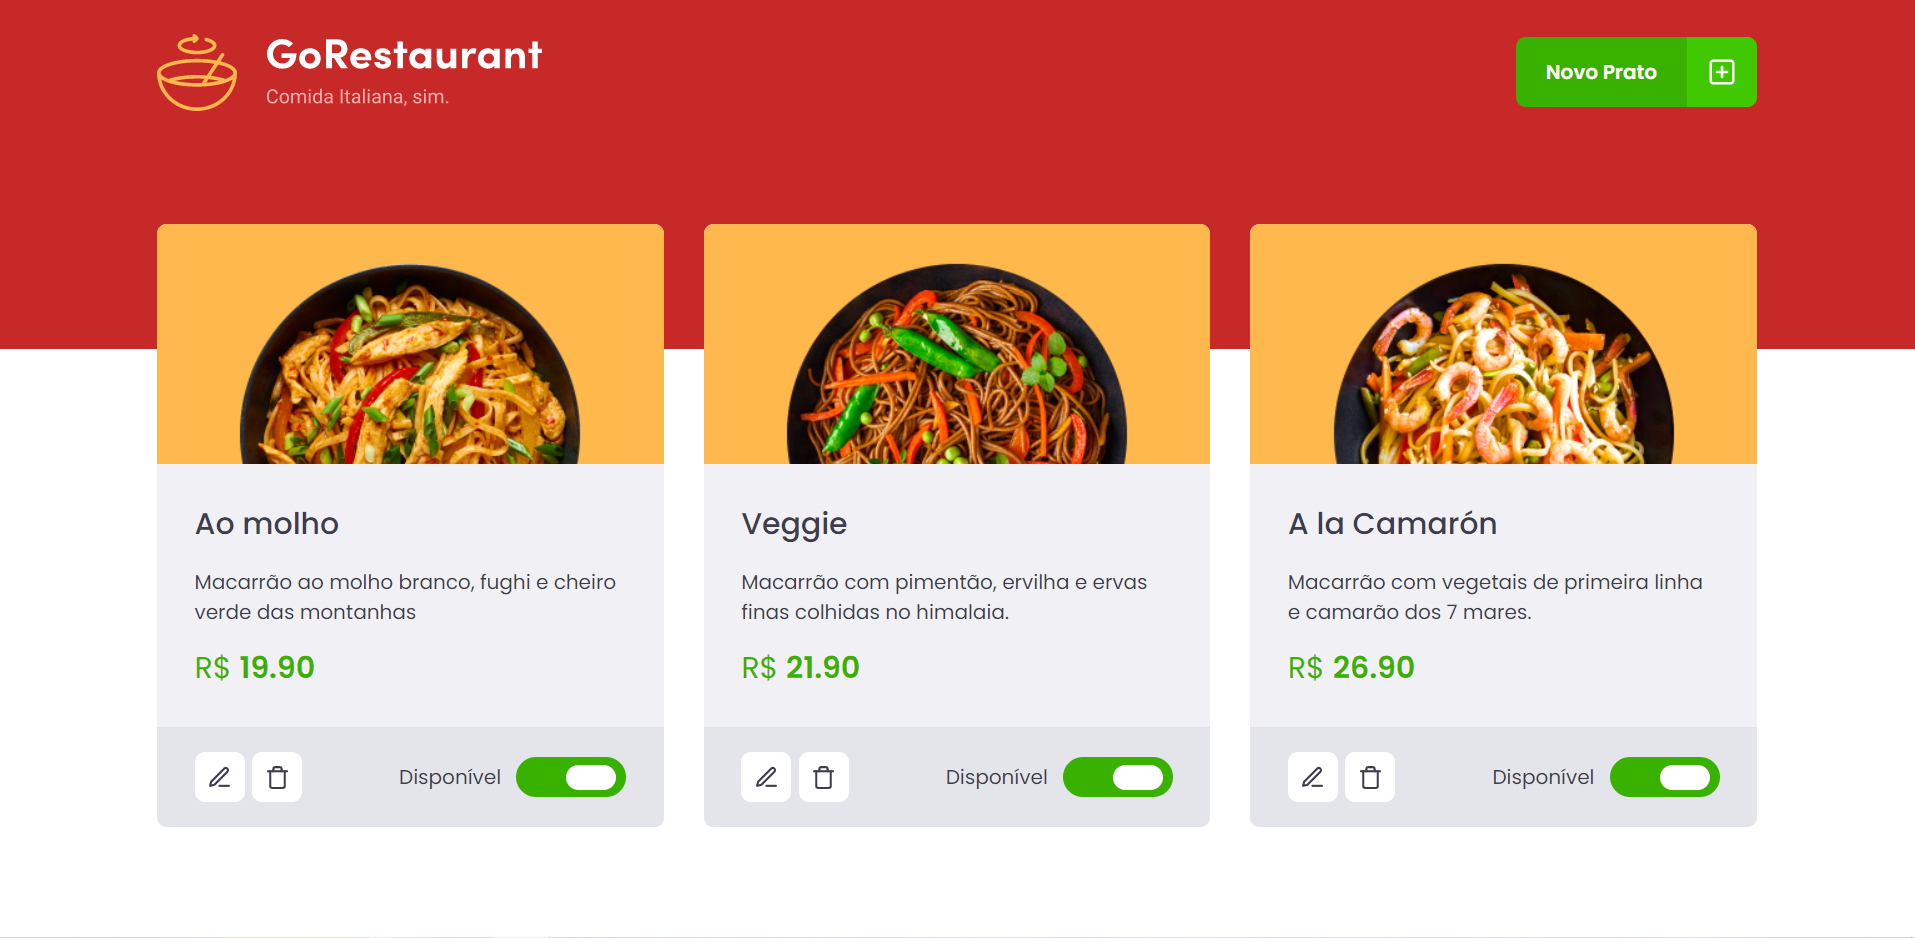 GoRestaurant
Comida Italiana, sim.
Novo Prato
Ao molho
Macarrão ao molho branco, fughi e cheiro
verde das montanhas
R$ 19.90
Disponível
Veggie
Macarrão com pimentão, ervilha e ervas
finas colhidas no himalaia.
R$ 21.90
Disponível
A la Camarón
Macarrão com vegetais de primeira linha
e camarão dos 7 mares.
R$ 26.90
Disponível